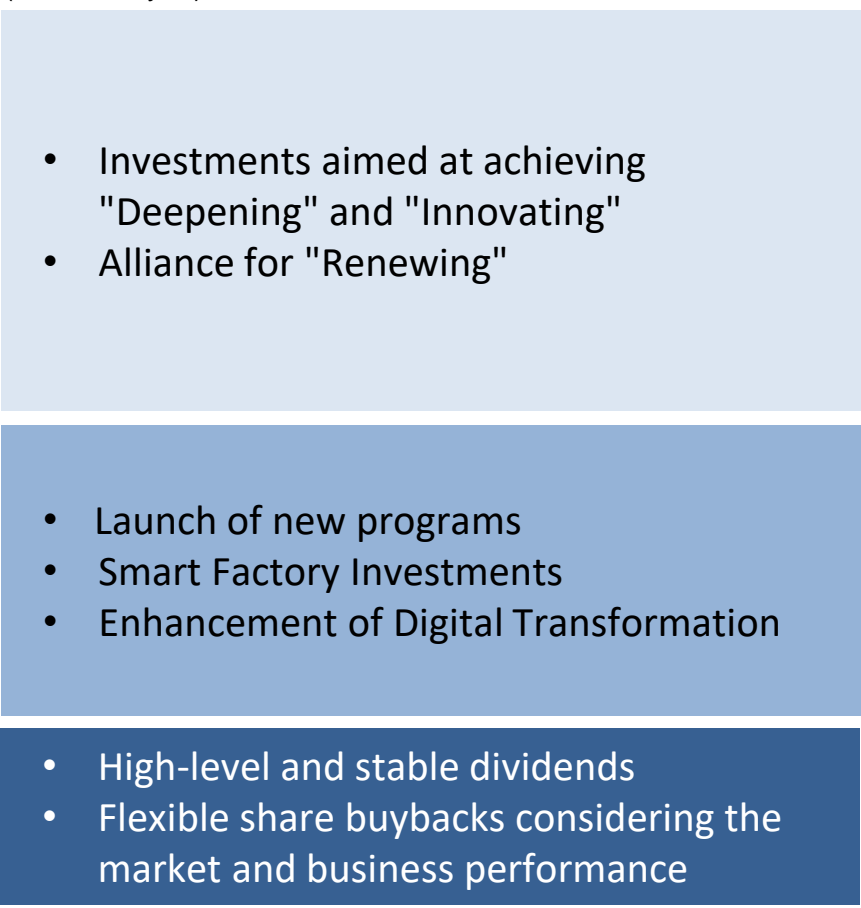 • Investments aimed at achieving
"Deepening" and "Innovating"
• Alliance for "Renewing"
• Launch of new programs
• Smart Factory Investments
• Enhancement of Digital Transformation
• High-level and stable dividends
• Flexible share buybacks considering the
market and business performance